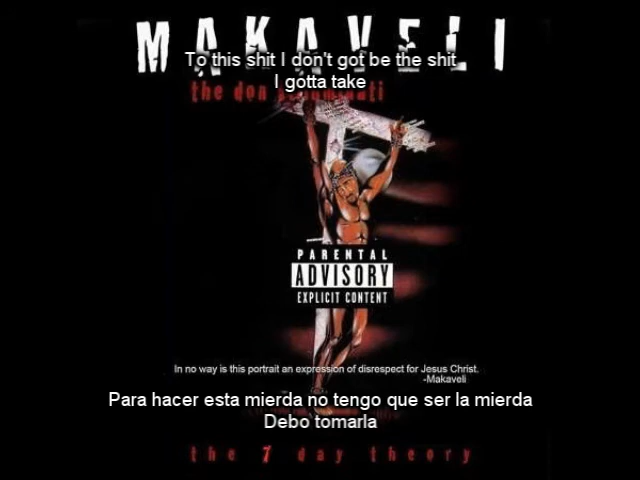 MAKAVELI
To this shit I don't got be the shit
I gotta take
the don
PARENTAL
ADVISORY
EXPLICIT CONTENT
In no way is this portrait an expression of disrespect for Jesus Christ.
-Makaveli
Para hacer esta mierda no tengo que ser la mierda
Debo tomarla
the 7 day theory